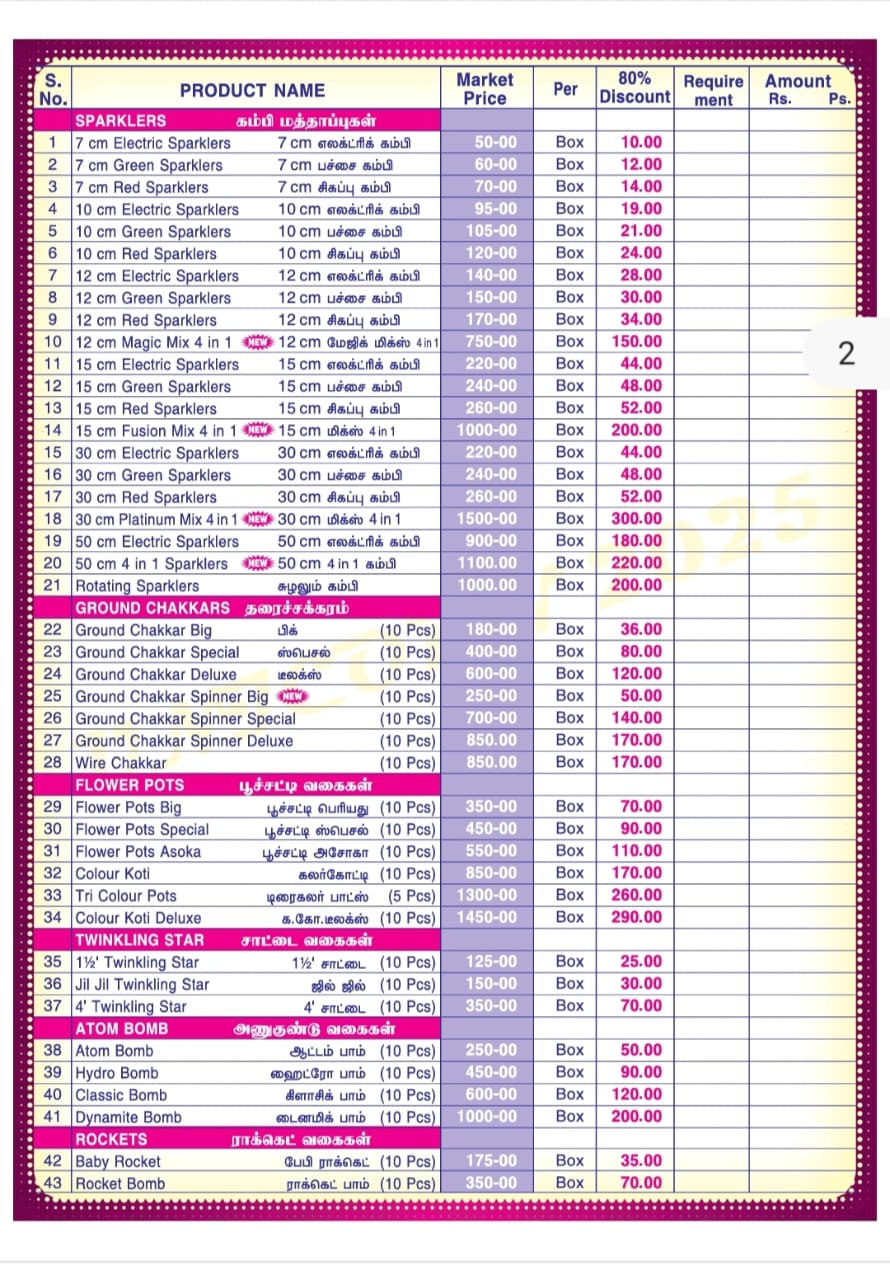 S. No. PRODUCT NAME Market Price Per 80% Discount Require ment Amount Rs. Ps.
SPARKLERS கம்பி மத்தாப்புகள்
1 7 cm Electric Sparklers 7 cm எலக்ட்ரிக் கம்பி 50-00 Box 10.00
2 7 cm Green Sparklers 7 cm பச்சை கம்பி 60-00 Box 12.00
3 7 cm Red Sparklers 7 cm சிகப்பு கம்பி 70-00 Box 14.00
4 10 cm Electric Sparklers 10 cm எலக்ட்ரிக் கம்பி 95-00 Box 19.00
5 10 cm Green Sparklers 10 cm பச்சை கம்பி 105-00 Box 21.00
6 10 cm Red Sparklers 10 cm சிகப்பு கம்பி 120-00 Box 24.00
7 12 cm Electric Sparklers 12 cm எலக்ட்ரிக் கம்பி 140-00 Box 28.00
8 12 cm Green Sparklers 12 cm பச்சை கம்பி 150-00 Box 30.00
9 12 cm Red Sparklers 12 cm சிகப்பு கம்பி 170-00 Box 34.00
10 12 cm Magic Mix 4 in 1 NEW 12 cm மேஜிக் மிக்ஸ் 4 in 1 750-00 Box 150.00
2
11 15 cm Electric Sparklers 15 cm எலக்ட்ரிக் கம்பி 220-00 Box 44.00
12 15 cm Green Sparklers 15 cm பச்சை கம்பி 240-00 Box 48.00
13 15 cm Red Sparklers 15 cm சிகப்பு கம்பி 260-00 Box 52.00
14 15 cm Fusion Mix 4 in 1 NEW 15 cm மிக்ஸ் 4 in 1 1000-00 Box 200.00
15 30 cm Electric Sparklers 30 cm எலக்ட்ரிக் கம்பி 220-00 Box 44.00
16 30 cm Green Sparklers 30 cm பச்சை கம்பி 240-00 Box 48.00
17 30 cm Red Sparklers 30 cm சிகப்பு கம்பி 260-00 Box 52.00
18 30 cm Platinum Mix 4 in 1 NEW 30 cm மிக்ஸ் 4 in 1 1500-00 Box 300.00
19 50 cm Electric Sparklers 50 cm எலக்ட்ரிக் கம்பி 900-00 Box 180.00
20 50 cm 4 in 1 Sparklers NEW 50 cm 4 in 1 கம்பி 1100.00 Box 220.00
21 Rotating Sparklers சுழலும் கம்பி 1000.00 Box 200.00
GROUND CHAKKARS தரைச்சக்கரம்
22 Ground Chakkar Big பிக் (10 Pcs) 180-00 Box 36.00
23 Ground Chakkar Special ஸ்பெசல் (10 Pcs) 400-00 Box 80.00
24 Ground Chakkar Deluxe டீலக்ஸ் (10 Pcs) 600-00 Box 120.00
25 Ground Chakkar Spinner Big NEW (10 Pcs) 250-00 Box 50.00
26 Ground Chakkar Spinner Special (10 Pcs) 700-00 Box 140.00
27 Ground Chakkar Spinner Deluxe (10 Pcs) 850.00 Box 170.00
28 Wire Chakkar (10 Pcs) 850.00 Box 170.00
FLOWER POTS பூச்சட்டி வகைகள்
29 Flower Pots Big பூச்சட்டி பெரியது (10 Pcs) 350-00 Box 70.00
30 Flower Pots Special பூச்சட்டி ஸ்பெசல் (10 Pcs) 450-00 Box 90.00
31 Flower Pots Asoka பூச்சட்டி அசோகா (10 Pcs) 550-00 Box 110.00
32 Colour Koti கலர்கோட்டி (10 Pcs) 850-00 Box 170.00
33 Tri Colour Pots டிரைகலர் பாட்ஸ் (5 Pcs) 1300-00 Box 260.00
34 Colour Koti Deluxe க.கோ.டீலக்ஸ் (10 Pcs) 1450-00 Box 290.00
TWINKLING STAR சாட்டை வகைகள்
35 1½' Twinkling Star 1½' சாட்டை (10 Pcs) 125-00 Box 25.00
36 Jil Jil Twinkling Star ஜில் ஜில் (10 Pcs) 150-00 Box 30.00
37 4' Twinkling Star 4' சாட்டை (10 Pcs) 350-00 Box 70.00
ATOM BOMB அணுகுண்டு வகைகள்
38 Atom Bomb ஆட்டம் பாம் (10 Pcs) 250-00 Box 50.00
39 Hydro Bomb ஹைட்ரோ பாம் (10 Pcs) 450-00 Box 90.00
40 Classic Bomb கிளாசிக் பாம் (10 Pcs) 600-00 Box 120.00
41 Dynamite Bomb டைனமிக் பாம் (10 Pcs) 1000-00 Box 200.00
ROCKETS ராக்கெட் வகைகள்
42 Baby Rocket பேபி ராக்கெட் (10 Pcs) 175-00 Box 35.00
43 Rocket Bomb ராக்கெட் பாம் (10 Pcs) 350-00 Box 70.00